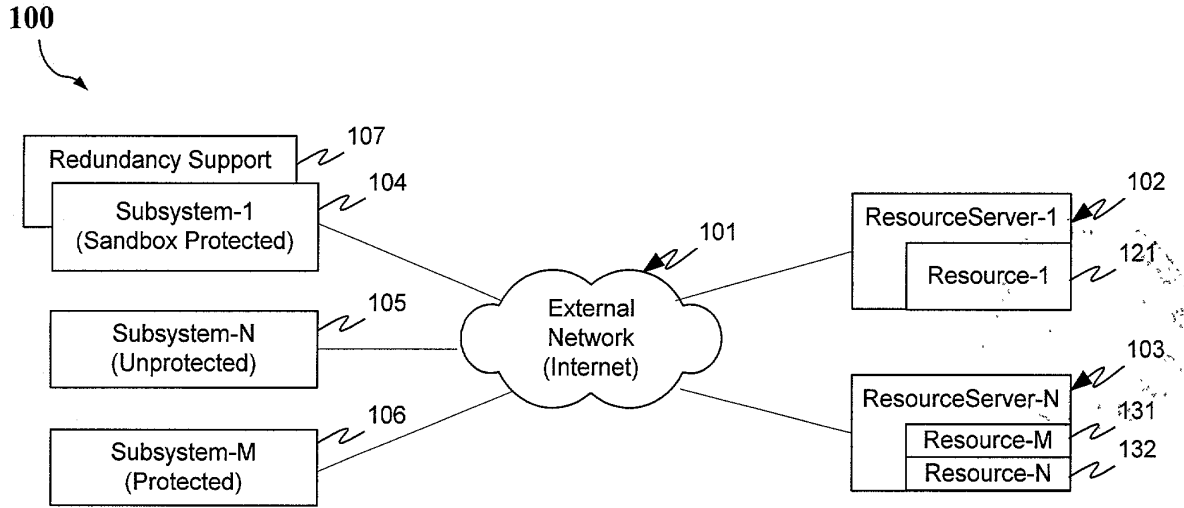 100
107
Redundancy Support
104
Subsystem-1
(Sandbox Protected)
102
ResourceServer-1
121
Resource-1
101
External
Network
(Internet)
105
Subsystem-N
(Unprotected)
103
ResourceServer-N
131
Resource-M
132
Resource-N
106
Subsystem-M
(Protected)